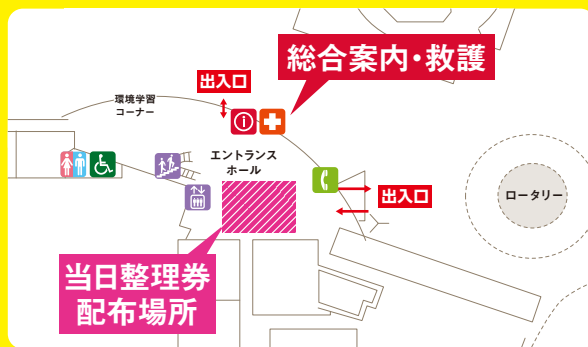 総合案内・救護
出入口
環境学習
コーナー
エントランス
ホール
出入口
ロータリー
当日整理券
配布場所